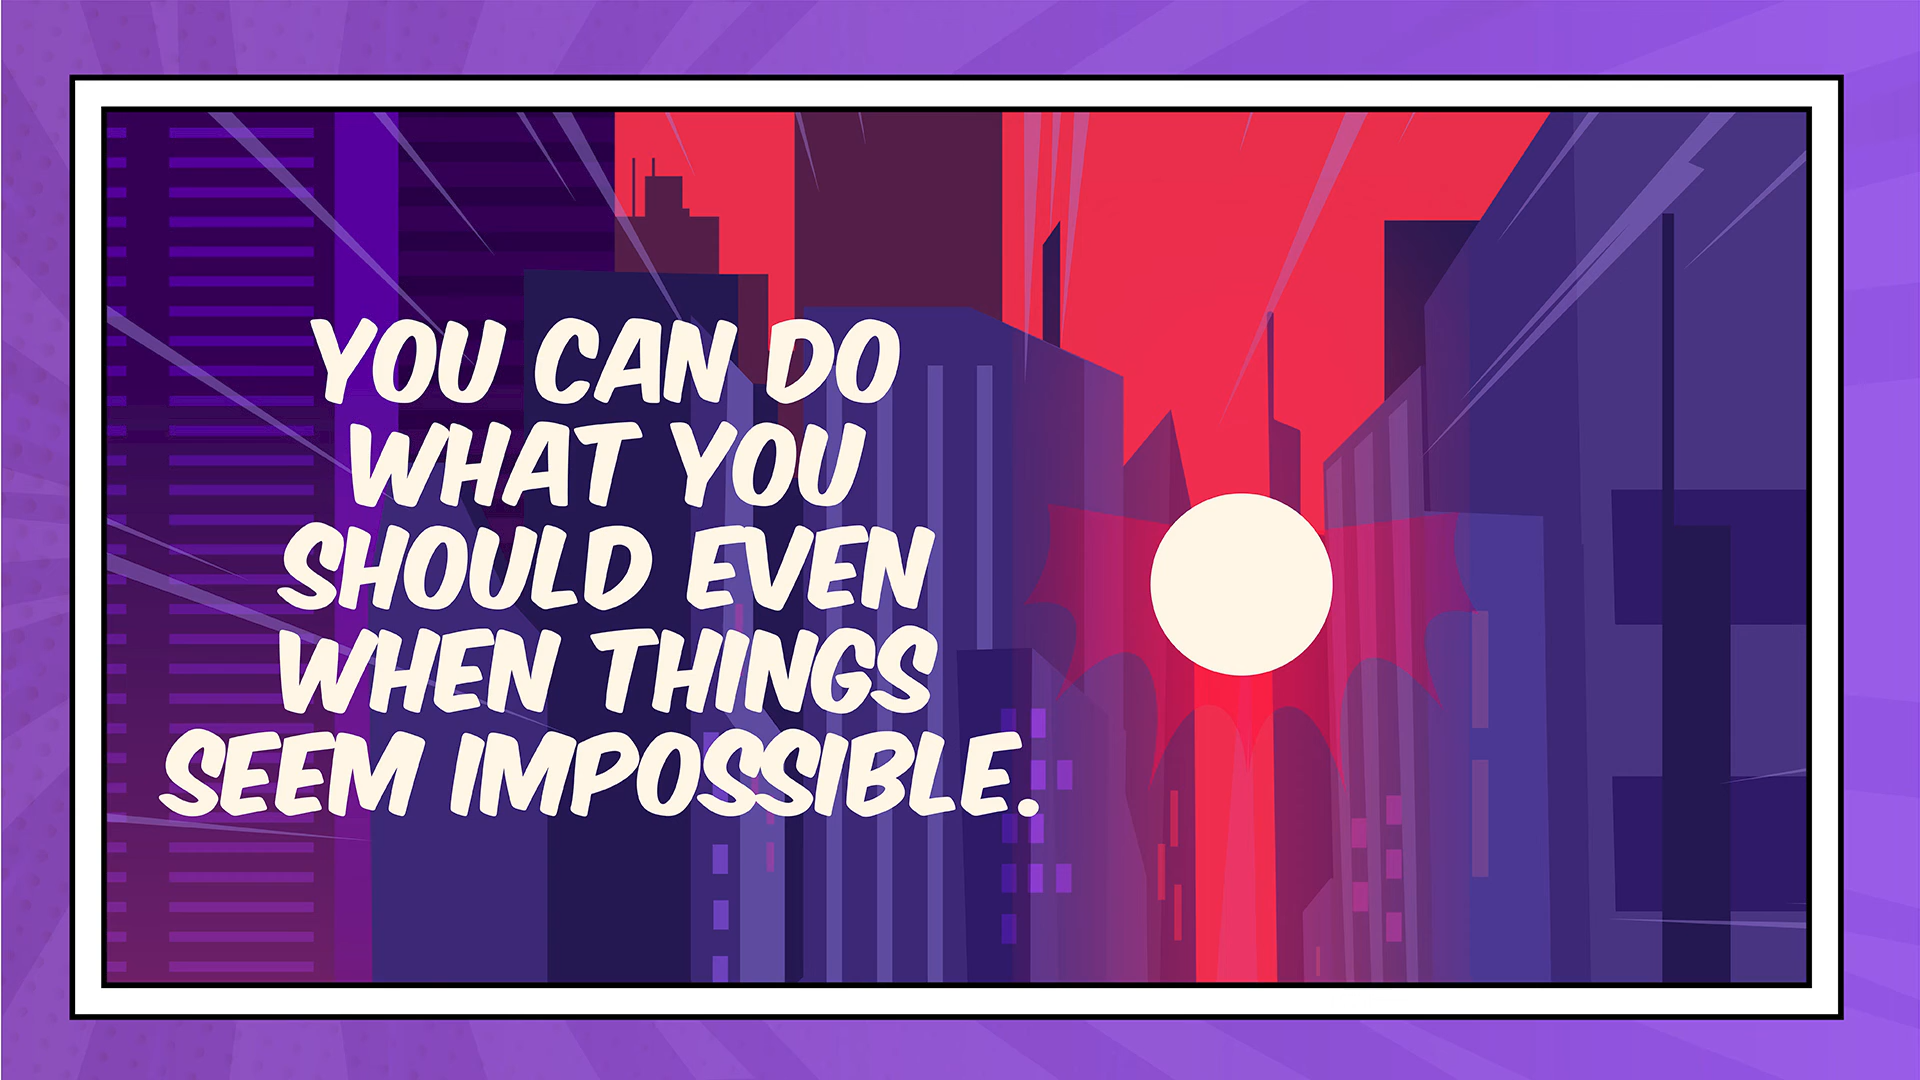 YOU CAN DO
WHAT YOU
SHOULD EVEN
WHEN THINGS
SEEM IMPOSSIBLE.